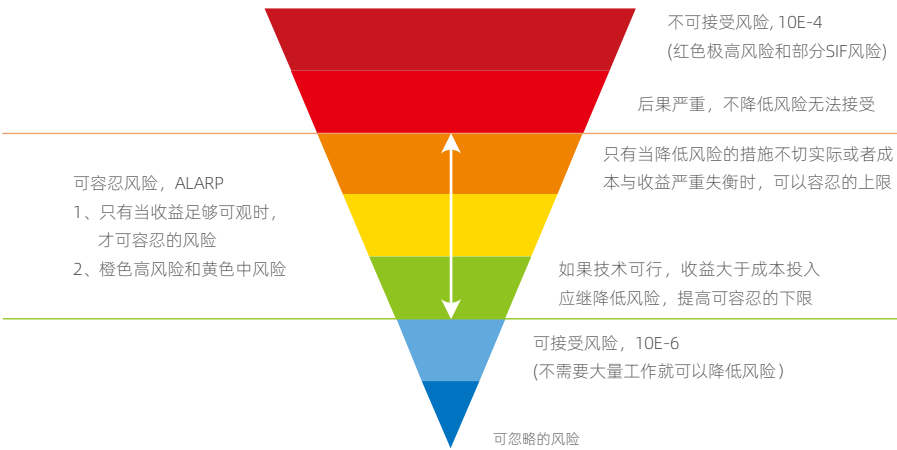 不可接受风险, 10E-4
(红色极高风险和部分SIF风险)
后果严重，不降低风险无法接受
只有当降低风险的措施不切实际或者成
本与收益严重失衡时，可以容忍的上限
可容忍风险，ALARP
1、只有当收益足够可观时，
才可容忍的风险
2、橙色高风险和黄色中风险
如果技术可行，收益大于成本投入
应继降低风险，提高可容忍的下限
可接受风险，10E-6
(不需要大量工作就可以降低风险）
可忽略的风险